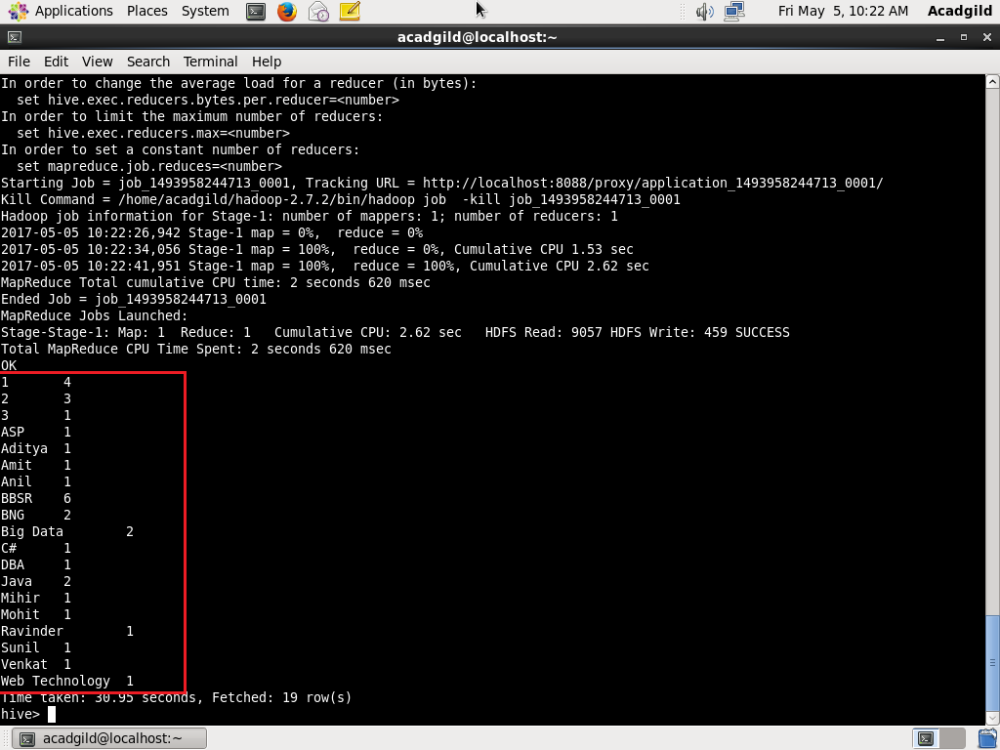 Applications Places System Fri May 5, 10:22 AM Acadgild
acadgild@localhost:~
File Edit View Search Terminal Help
In order to change the average load for a reducer (in bytes):
  set hive.exec.reducers.bytes.per.reducer=<number>
In order to limit the maximum number of reducers:
  set hive.exec.reducers.max=<number>
In order to set a constant number of reducers:
  set mapreduce.job.reduces=<number>
Starting Job = job_1493958244713_0001, Tracking URL = http://localhost:8088/proxy/application_1493958244713_0001/
Kill Command = /home/acadgild/hadoop-2.7.2/bin/hadoop job  -kill job_1493958244713_0001
Hadoop job information for Stage-1: number of mappers: 1; number of reducers: 1
2017-05-05 10:22:26,942 Stage-1 map = 0%,  reduce = 0%
2017-05-05 10:22:34,056 Stage-1 map = 100%,  reduce = 0%, Cumulative CPU 1.53 sec
2017-05-05 10:22:41,951 Stage-1 map = 100%,  reduce = 100%, Cumulative CPU 2.62 sec
MapReduce Total cumulative CPU time: 2 seconds 620 msec
Ended Job = job_1493958244713_0001
MapReduce Jobs Launched:
Stage-Stage-1: Map: 1  Reduce: 1   Cumulative CPU: 2.62 sec   HDFS Read: 9057 HDFS Write: 459 SUCCESS
Total MapReduce CPU Time Spent: 2 seconds 620 msec
OK
1       4
2       3
3       1
ASP     1
Aditya  1
Amit    1
Anil    1
BBSR    6
BNG     2
Big Data        2
C#      1
DBA     1
Java    2
Mihir   1
Mohit   1
Ravinder        1
Sunil   1
Venkat  1
Web Technology  1
Time taken: 30.95 seconds, Fetched: 19 row(s)
hive>
acadgild@localhost:~